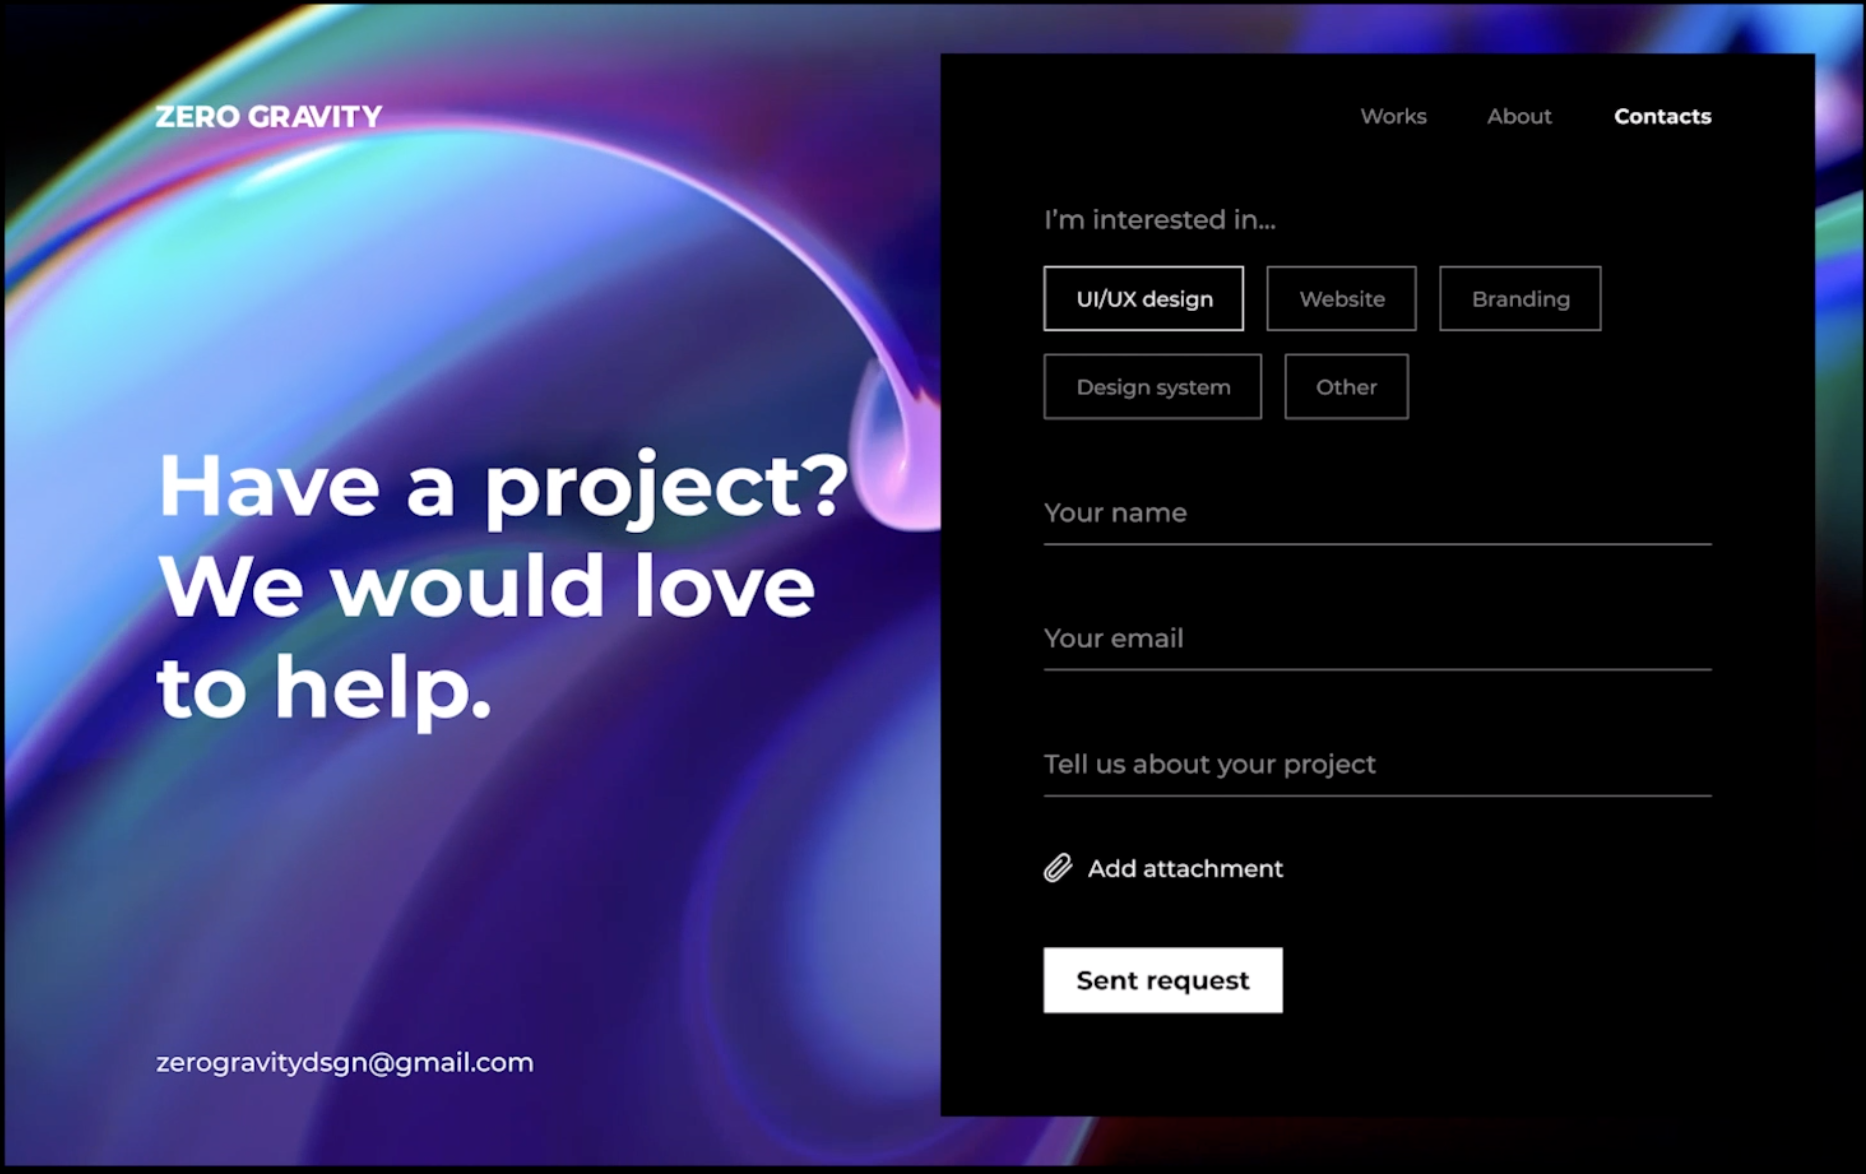 ZERO GRAVITY
Works About Contacts
Have a project?
We would love
to help.
zerogravitydsgn@gmail.com
I'm interested in...
UI/UX design Website Branding
Design system Other
Your name
Your email
Tell us about your project
Add attachment
Sent request